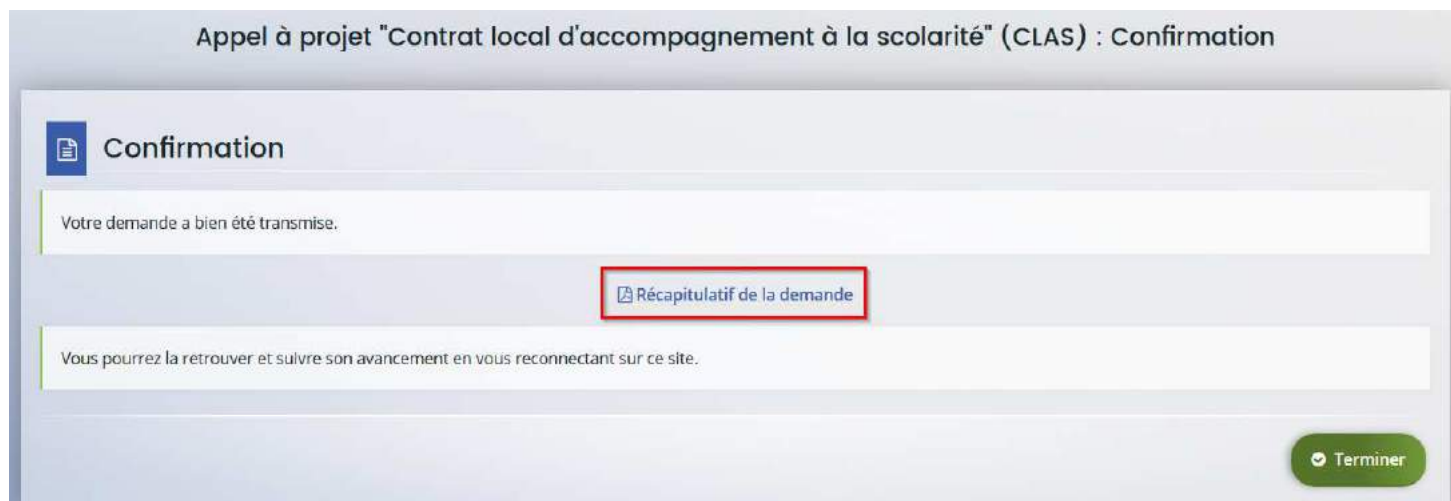 Appel à projet "Contrat local d'accompagnement à la scolarité" (CLAS) : Confirmation
Confirmation
Votre demande a bien été transmise.
Récapitulatif de la demande
Vous pourrez la retrouver et suivre son avancement en vous reconnectant sur ce site.
Terminer